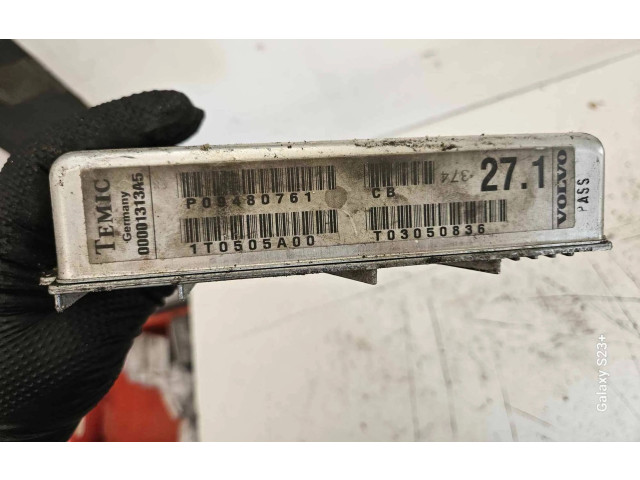 TEMIC
Germany
00001313A5
P09480761
1T0505A00
CB
T03050836
374
27.1
VOLVO
PASS
Galaxy S23+